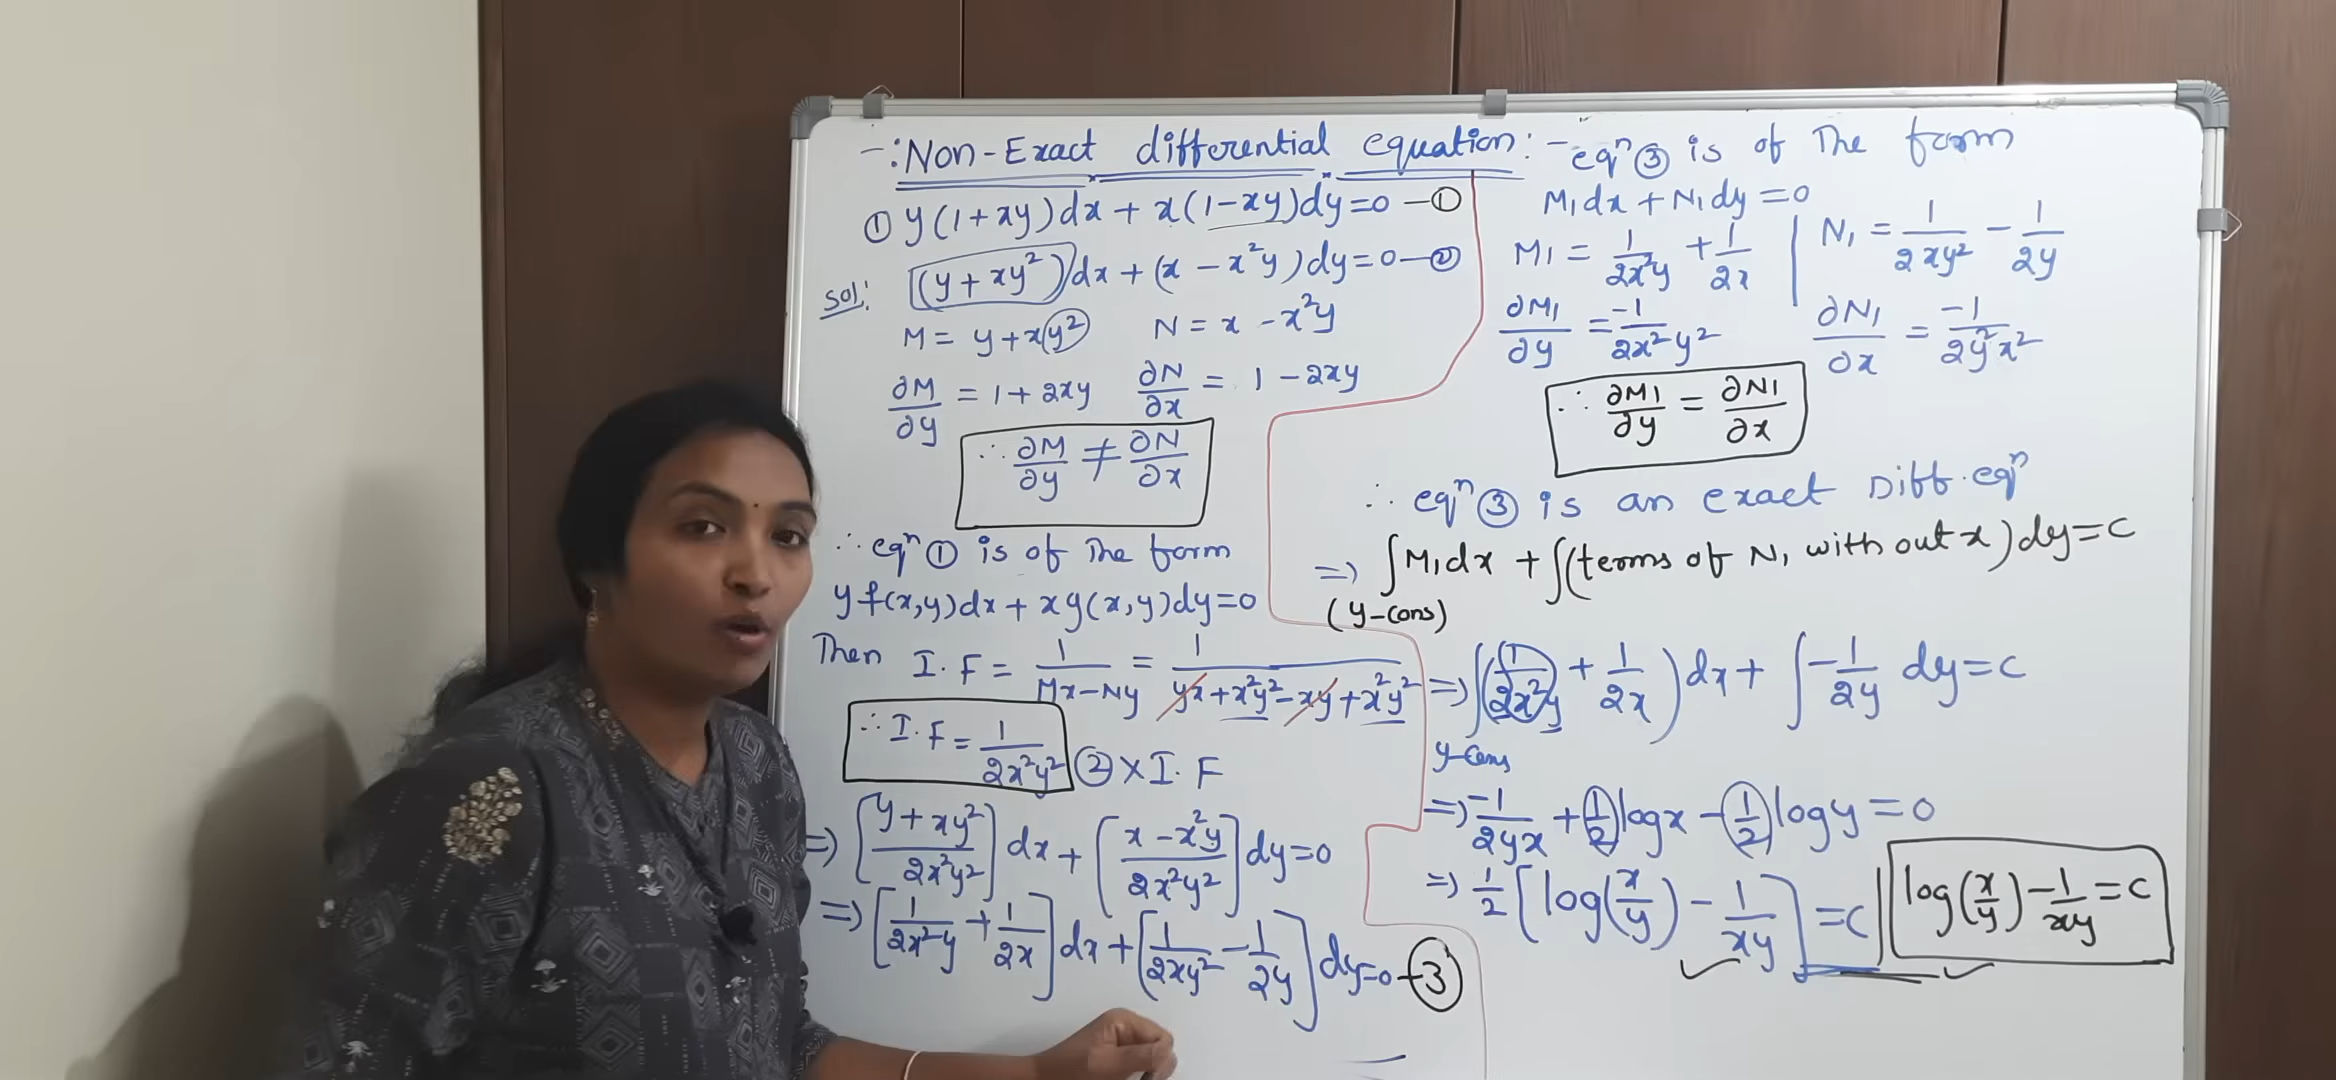 -: Non-Exact differential equation :-
① y(1+xy)dx + x(1-xy)dy=0 -①
Sol: (y+xy²)dx + (x-x²y)dy=0-②
M = y+xy² N = x-x²y
∂M/∂y = 1+2xy ∂N/∂x = 1-2xy
∴ ∂M/∂y ≠ ∂N/∂x
∴ eqⁿ ① is of the form
y f(x,y)dx + x g(x,y)dy=0
Then I.F = 1/(Mx-Ny) = 1/(yx+x²y²-xy+x²y²)
∴ I.F = 1/(2x²y²) ② X I.F
=> [(y+xy²)/(2x²y²)] dx + [(x-x²y)/(2x²y²)] dy=0
=> [1/(2x²y) + 1/(2x)] dx + [1/(2xy²) - 1/(2y)] dy=0-③
eqⁿ ③ is of the form
M₁dx + N₁dy =0
M₁ = 1/(2x²y) + 1/(2x) | N₁ = 1/(2xy²) - 1/(2y)
∂M₁/∂y = -1/(2x²y²) ∂N₁/∂x = -1/(2y²x²)
∴ ∂M₁/∂y = ∂N₁/∂x
∴ eqⁿ ③ is an exact Diff.eqⁿ
=> ∫M₁dx + ∫(terms of N₁ with out x)dy=c
(y-cons)
=> ∫(1/(2x²y) + 1/(2x))dx + ∫-1/(2y) dy=c
y-cons
=> -1/(2yx) + (1/2)logx - (1/2)logy = 0
=> 1/2 [log(x/y) - 1/(xy)] =c | log(x/y) - 1/(xy) = c